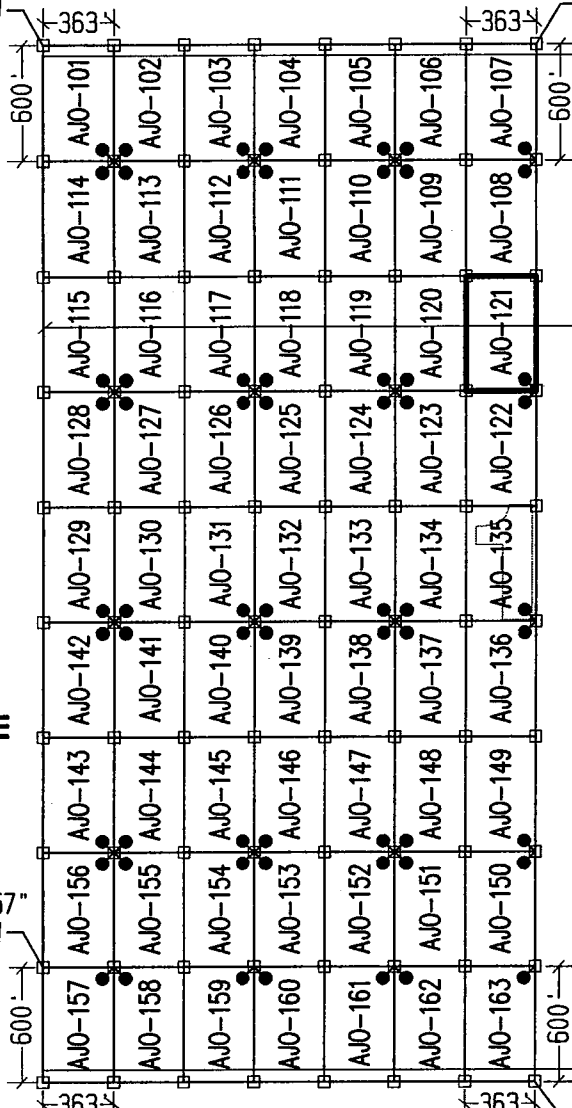 363 363
600' 600'
AJO-101 AJO-102 AJO-103 AJO-104 AJO-105 AJO-106 AJO-107
AJO-114 AJO-113 AJO-112 AJO-111 AJO-110 AJO-109 AJO-108
AJO-115 AJO-116 AJO-117 AJO-118 AJO-119 AJO-120 AJO-121
AJO-128 AJO-127 AJO-126 AJO-125 AJO-124 AJO-123 AJO-122
AJO-129 AJO-130 AJO-131 AJO-132 AJO-133 AJO-134 AJO-135
AJO-142 AJO-141 AJO-140 AJO-139 AJO-138 AJO-137 AJO-136
AJO-143 AJO-144 AJO-145 AJO-146 AJO-147 AJO-148 AJO-149
AJO-156 AJO-155 AJO-154 AJO-153 AJO-152 AJO-151 AJO-150
67"
AJO-157 AJO-158 AJO-159 AJO-160 AJO-161 AJO-162 AJO-163
600' 600'
363 363